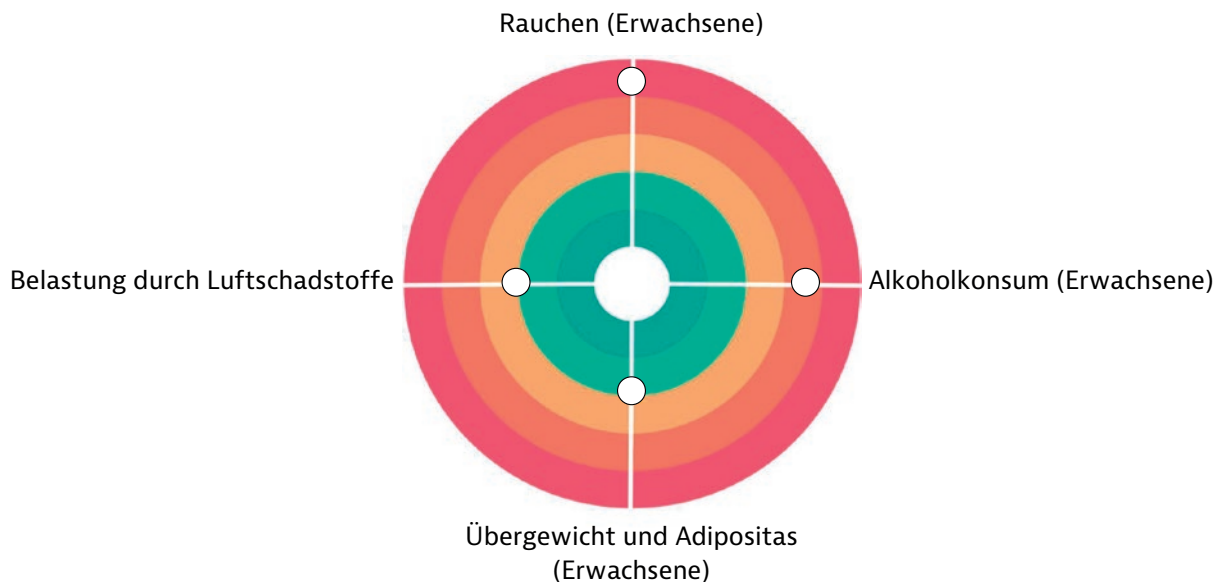 Rauchen (Erwachsene)
Belastung durch Luftschadstoffe
Alkoholkonsum (Erwachsene)
Übergewicht und Adipositas
(Erwachsene)